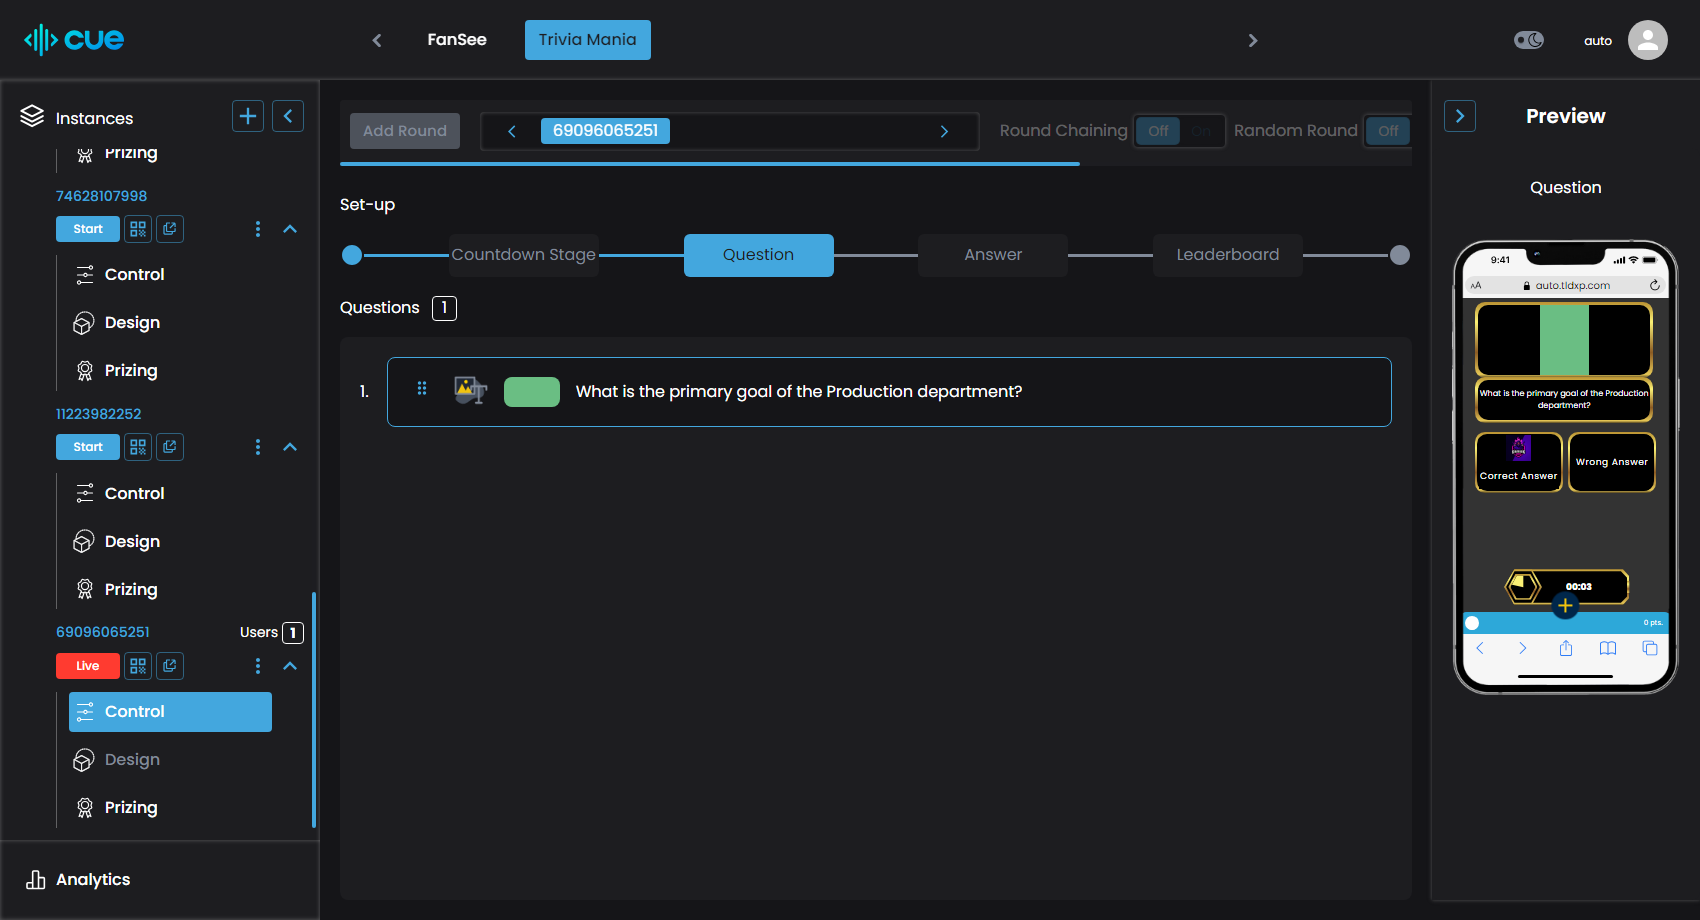 cue
FanSee
Trivia Mania
auto
Instances
Prizing
74628107998
Start
Control
Design
Prizing
11223982252
Start
Control
Design
Prizing
69096065251
Users 1
Live
Control
Design
Prizing
Analytics
Add Round
69096065251
Round Chaining
Off
On
Random Round
Off
Set-up
Countdown Stage
Question
Answer
Leaderboard
Questions 1
1.
What is the primary goal of the Production department?
Preview
Question
9:41
AA
auto.tldxp.com
What is the primary goal of the Production
department?
Correct Answer
Wrong Answer
00:03
0 pts.